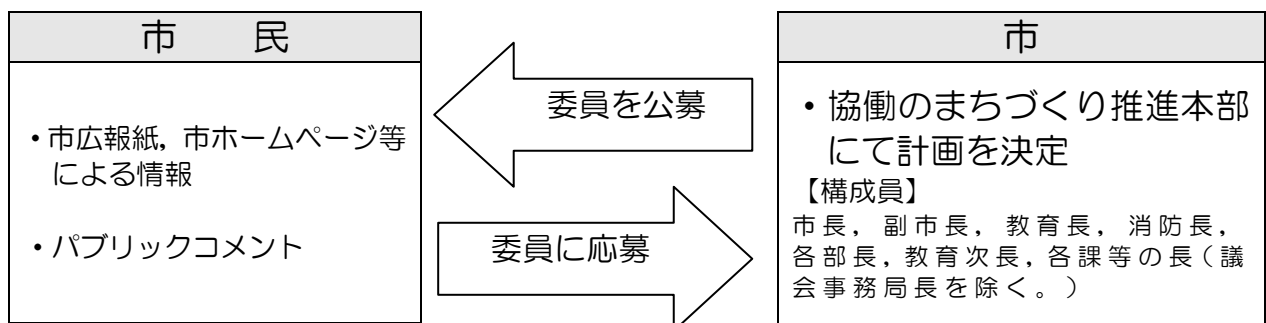 市　　民
・市広報紙，市ホームページ等
による情報
・パブリックコメント
委員を公募
委員に応募
市
・協働のまちづくり推進本部
にて計画を決定
【構成員】
市長，副市長，教育長，消防長，
各部長，教育次長，各課等の長（議
会事務局長を除く。）